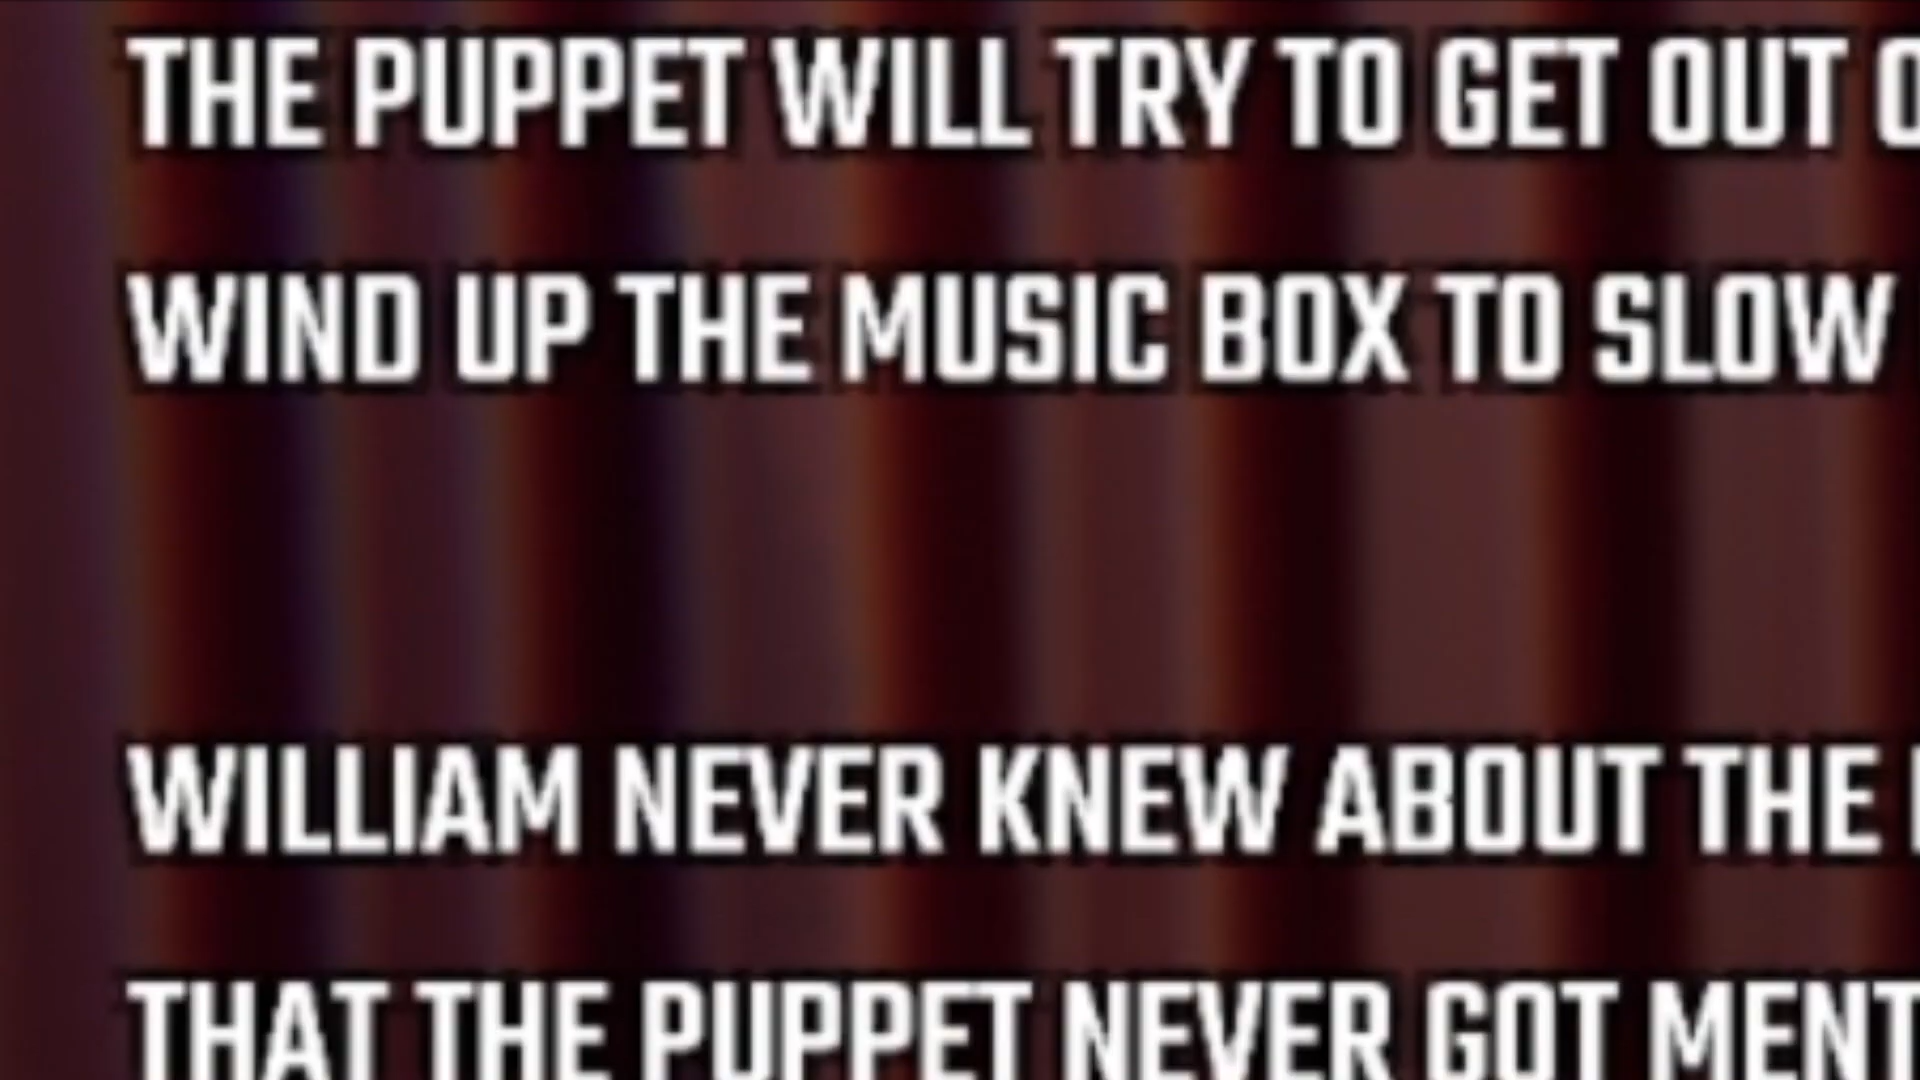 THE PUPPET WILL TRY TO GET OUT
WIND UP THE MUSIC BOX TO SLOW
WILLIAM NEVER KNEW ABOUT THE
THAT THE PUPPET NEVER GOT